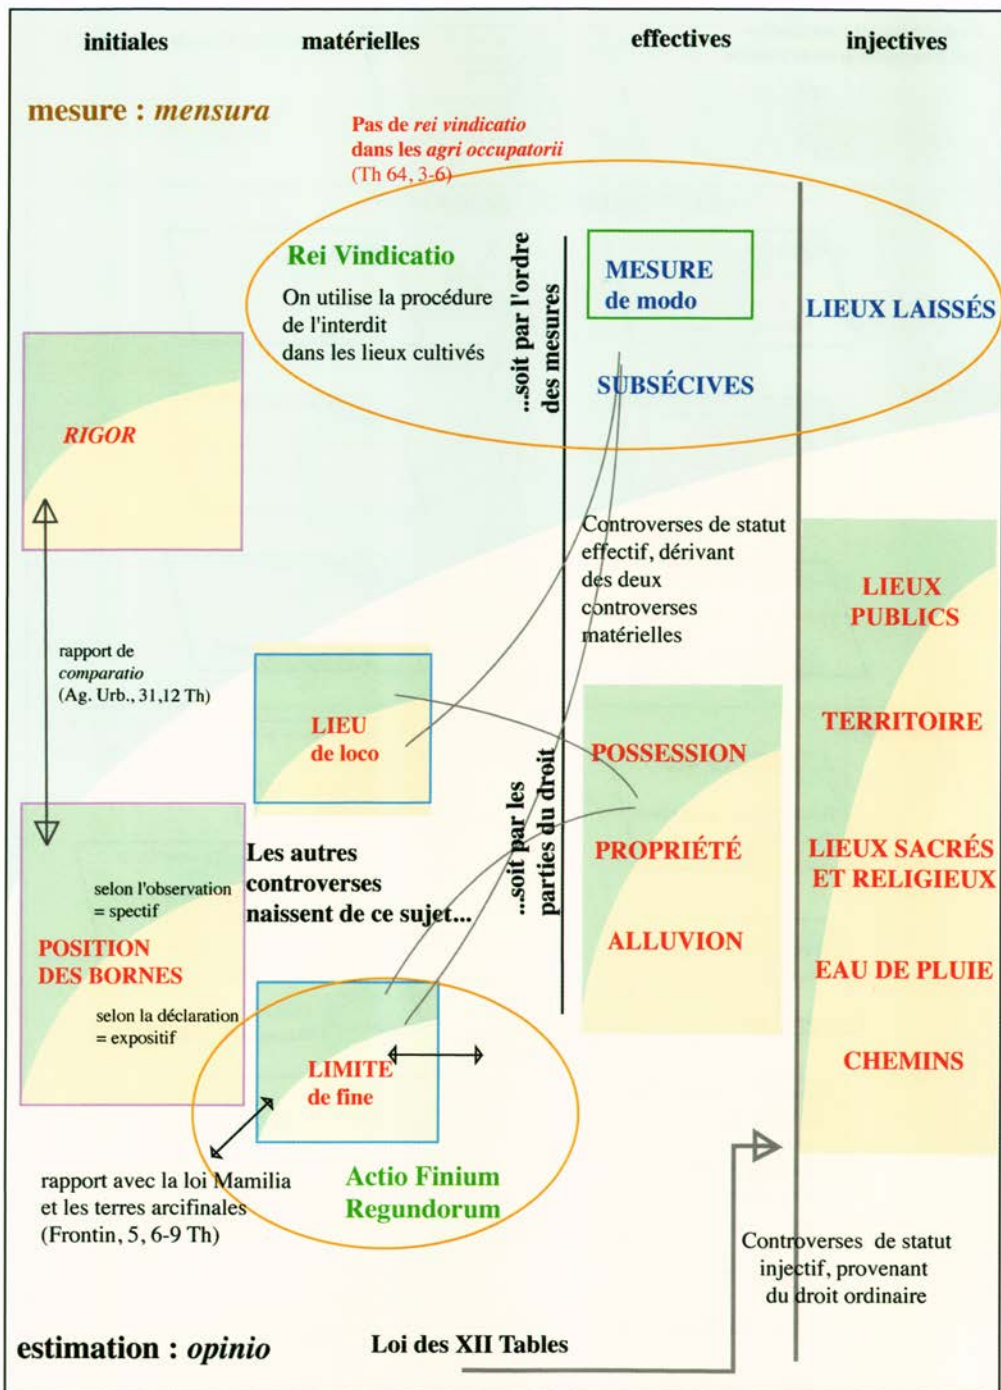 initiales
matérielles
effectives
injectives
mesure : mensura
Pas de rei vindicatio
dans les agri occupatorii
(Th 64, 3-6)
Rei Vindicatio
On utilise la procédure
de l'interdit
dans les lieux cultivés
...soit par l'ordre
des mesures
MESURE
de modo
SUBSÉCIVES
LIEUX LAISSÉS
RIGOR
rapport de
comparatio
(Ag. Urb., 31,12 Th)
Controverses de statut
effectif, dérivant
des deux
controverses
matérielles
LIEU
de loco
Les autres
controverses
naissent de ce sujet...
...soit par les
parties du droit
POSSESSION
PROPRIÉTÉ
ALLUVION
LIEUX
PUBLICS
TERRITOIRE
LIEUX SACRÉS
ET RELIGIEUX
EAU DE PLUIE
CHEMINS
selon l'observation
= spectif
POSITION
DES BORNES
selon la déclaration
= expositif
LIMITE
de fine
rapport avec la loi Mamilia
et les terres arcifinales
(Frontin, 5, 6-9 Th)
Actio Finium
Regundorum
Controverses de statut
injectif, provenant
du droit ordinaire
estimation : opinio
Loi des XII Tables